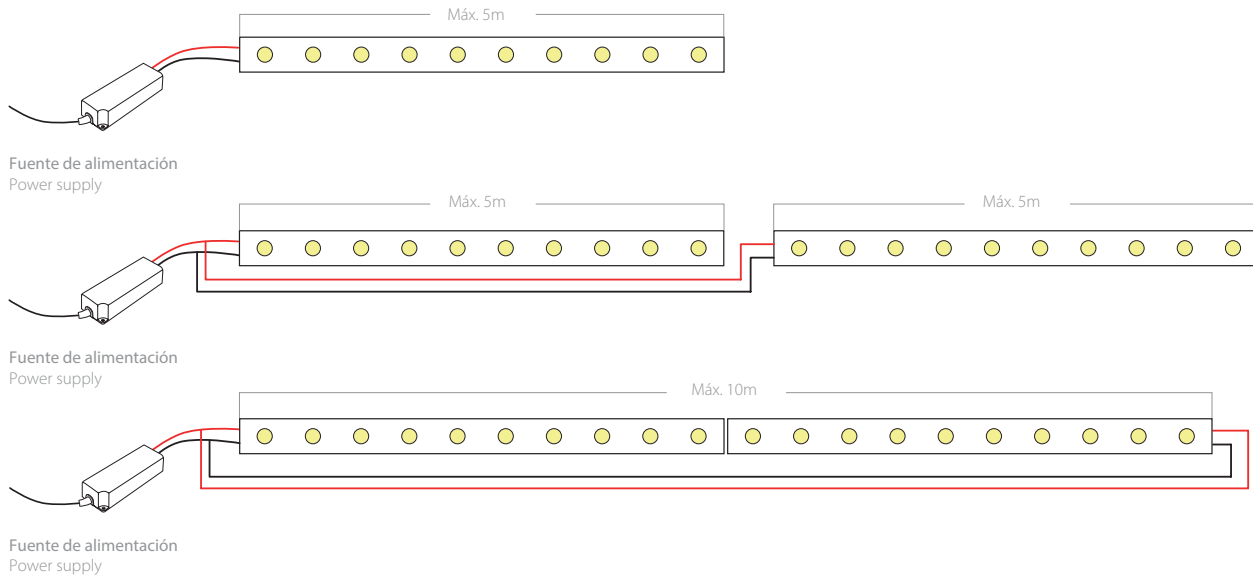 Máx. 5m
Fuente de alimentación
Power supply
Máx. 5m
Máx. 5m
Fuente de alimentación
Power supply
Máx. 10m
Fuente de alimentación
Power supply